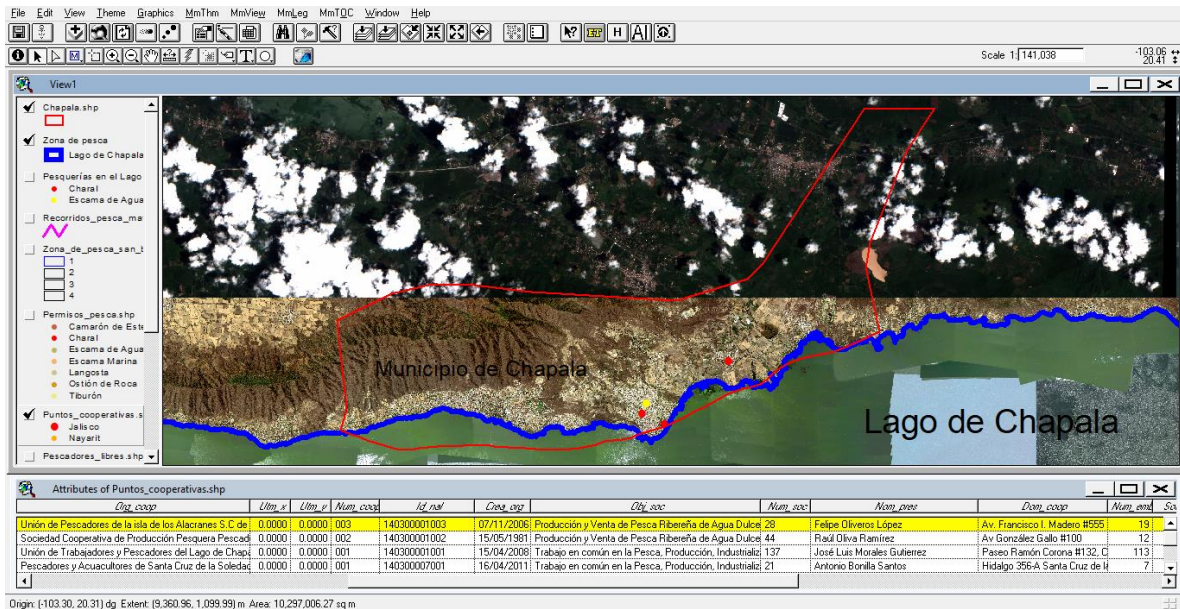 File Edit View Theme Graphics MmThm MmView MmLeg MmTOC Window Help
Scale 1: 141,038
-103.06
20.41
View1
Chapala.shp
Zona de pesca
Lago de Chapala
Pesquerías en el Lago
Charal
Escama de Agua
Recorridos_pesca_ma
Zona_de_pesca_san_
1
2
3
4
Permisos_pesca.shp
Camarón de Este
Charal
Escama de Agua
Escama Marina
Langosta
Ostión de Roca
Tiburón
Puntos_cooperativas.s
Jalisco
Nayarit
Pescadores_libres.shp
Municipio de Chapala
Lago de Chapala
Attributes of Puntos_cooperativas.shp
Org_coop Utm_x Utm_y Num_coop Id_nal Crea_org Obj_soc Num_soc Nom_pres Dom_coop Num_emb
Unión de Pescadores de la isla de los Alacranes S.C de 0.0000 0.0000 003 140300001003 07/11/2006 Producción y Venta de Pesca Ribereña de Agua Dulce 28 Felipe Oliveros López Av. Francisco I. Madero #555 19
Sociedad Cooperativa de Producción Pesquera Pescad 0.0000 0.0000 002 140300001002 15/05/1981 Producción y Venta de Pesca Ribereña de Agua Dulce 44 Raúl Oliva Ramírez Av González Gallo #100 12
Unión de Trabajadores y Pescadores del Lago de Chapa 0.0000 0.0000 001 140300001001 15/04/2008 Trabajo en común en la Pesca, Producción, Industrializ 137 José Luis Morales Gutierrez Paseo Ramón Corona #132, C 113
Pescadores y Acuacultores de Santa Cruz de la Soledad 0.0000 0.0000 001 140300007001 16/04/2011 Trabajo en común en la Pesca, Producción, Industrializ 21 Antonio Bonilla Santos Hidalgo 356-A Santa Cruz de l 7
Origin: (-103.30, 20.31) dg Extent: (9,360.96, 1,099.99) m Area: 10,297,006.27 sq m